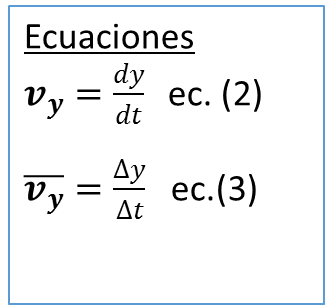 Ecuaciones
v_y = dy/dt ec. (2)
v̅_y̅ = Δy/Δt ec.(3)